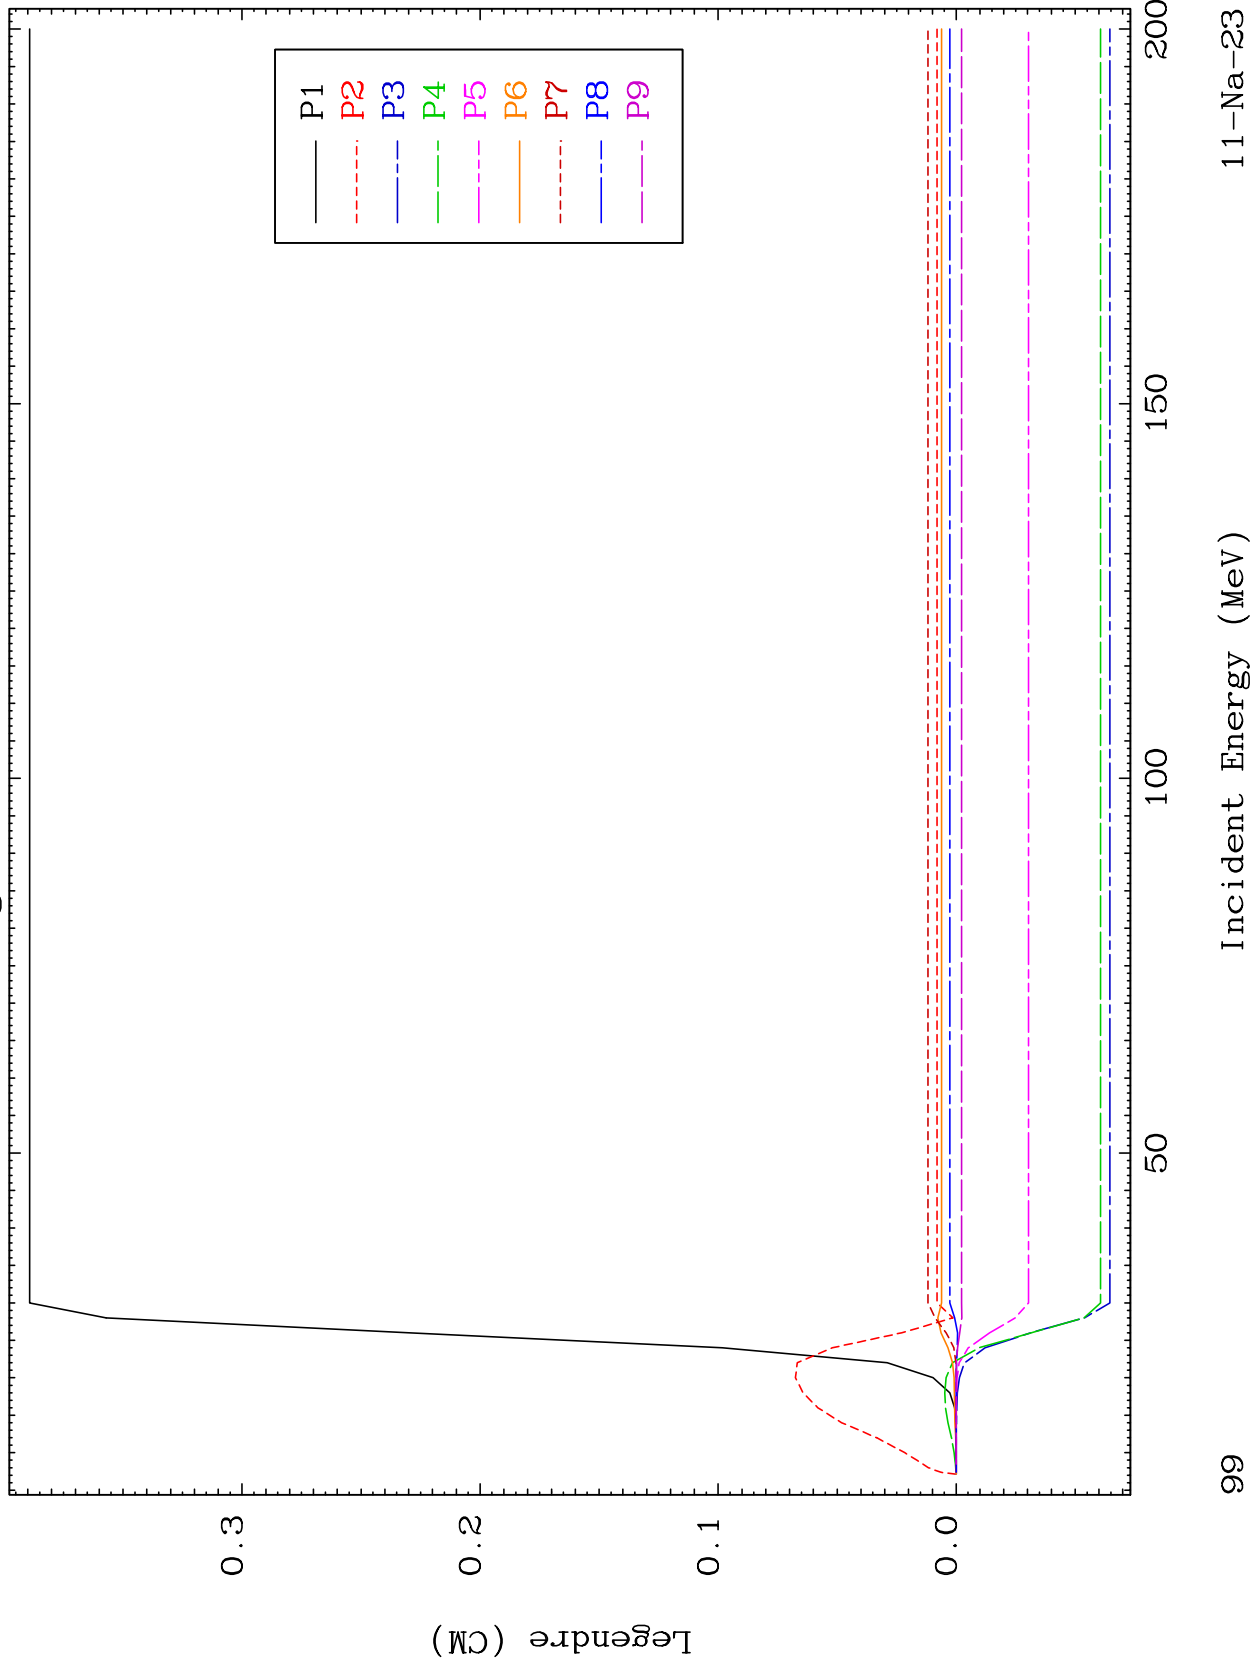 P1
P2
P3
P4
P5
P6
P7
P8
P9
0.3
0.2
0.1
0.0
Legendre (CM)
50
100
150
200
Incident Energy (MeV)
99
11-Na-23